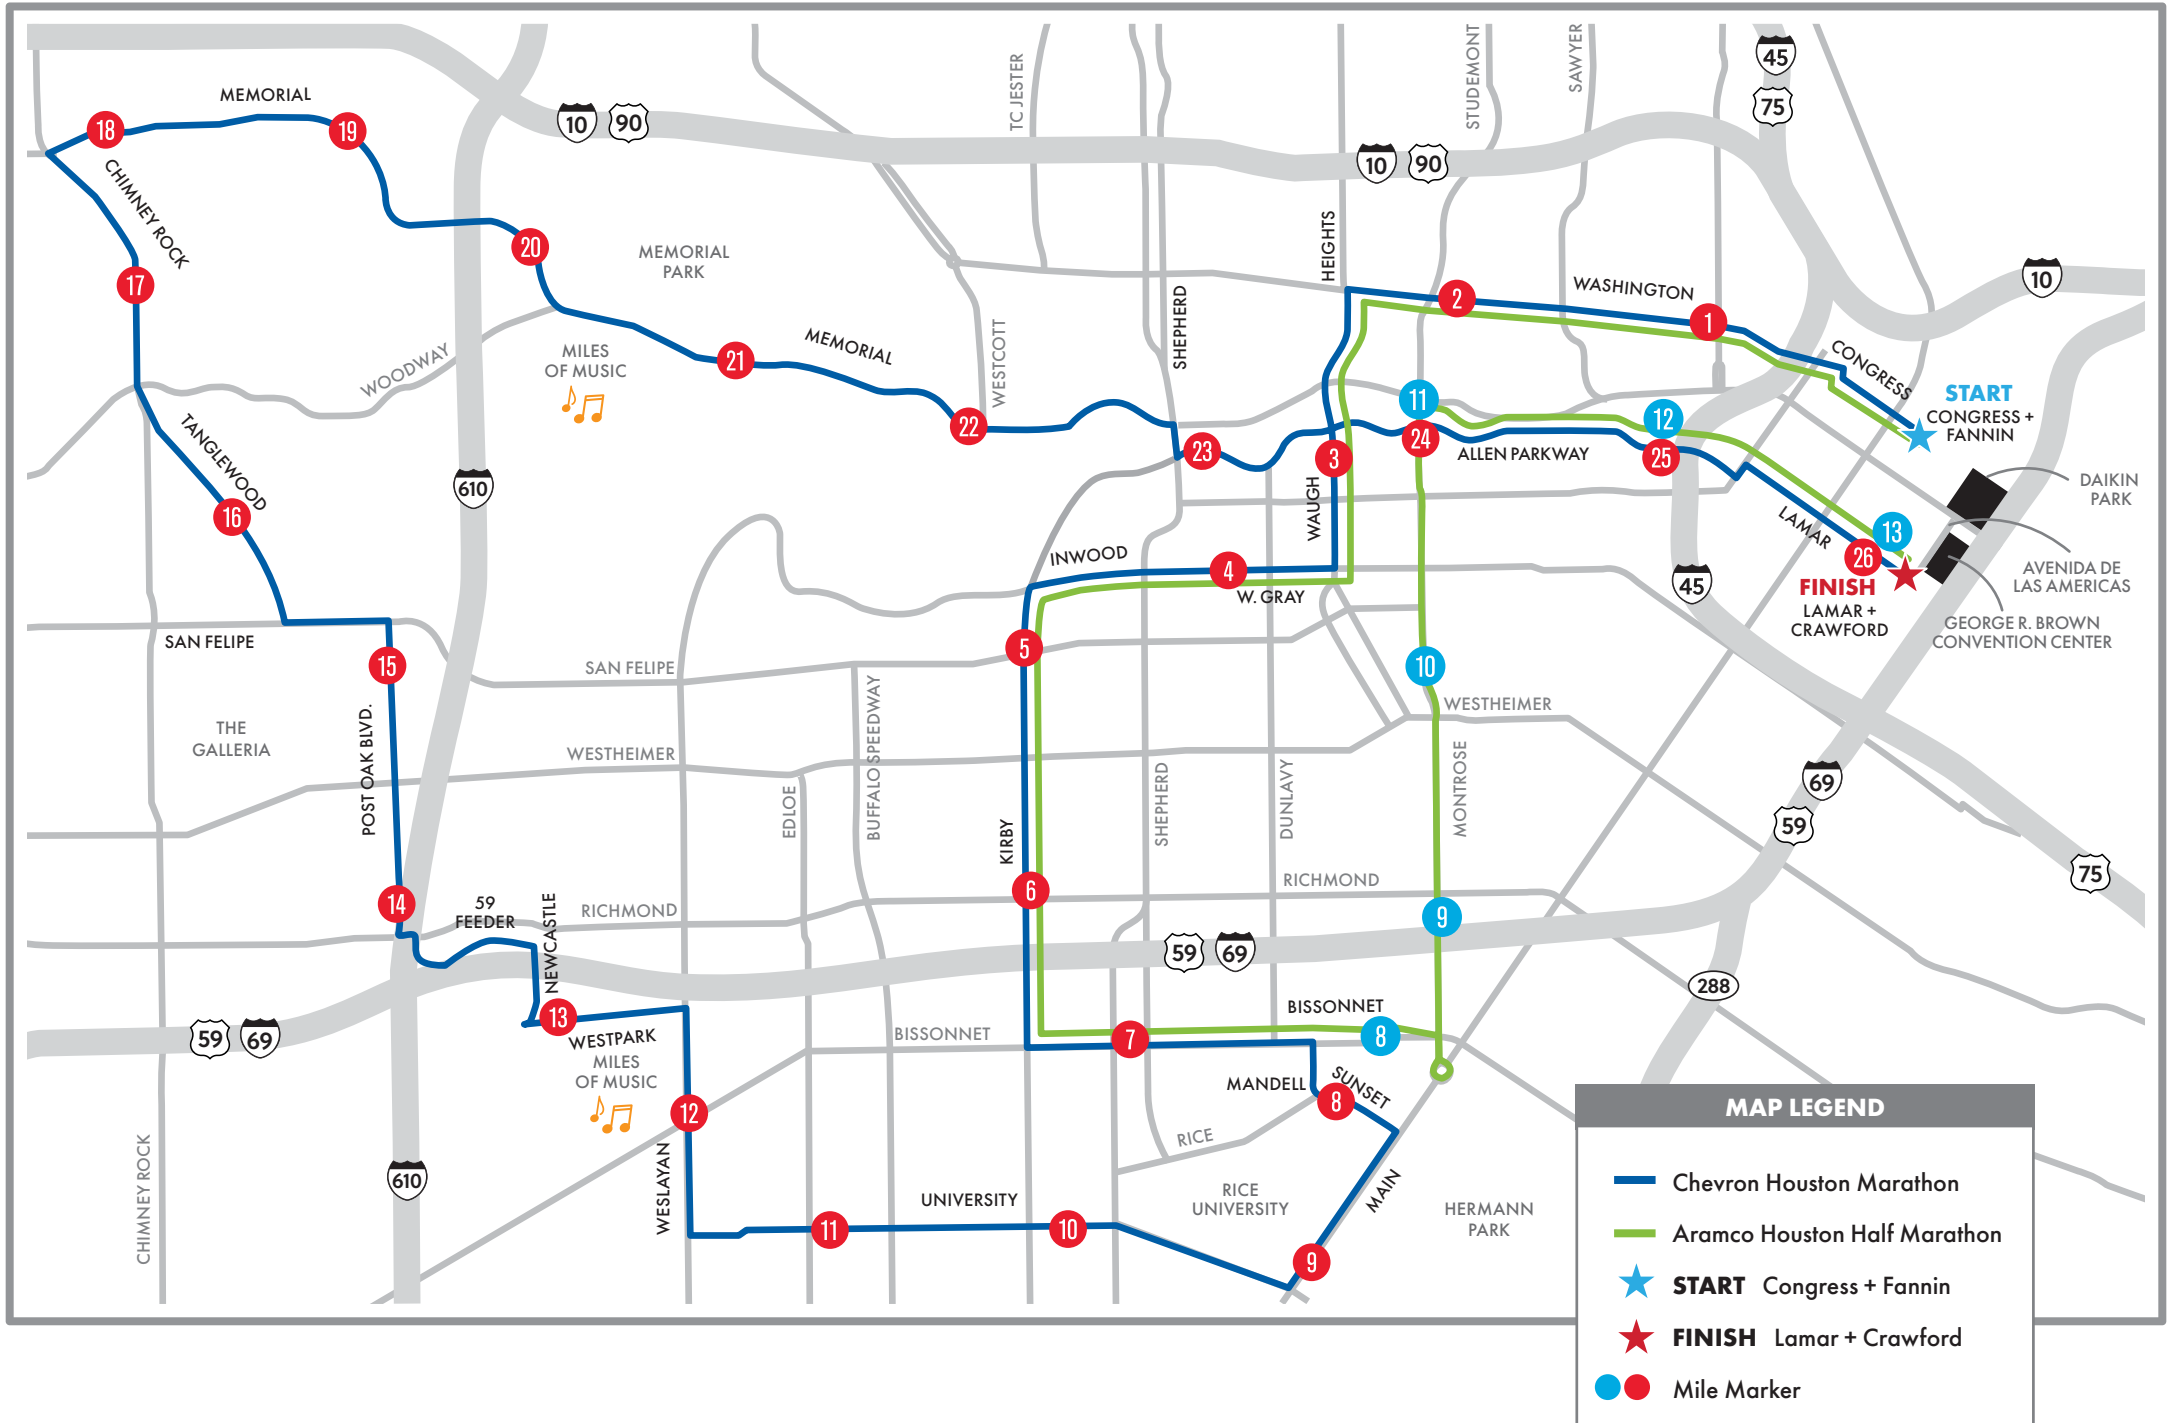 45
75
STUDEMONT
SAWYER
TC JESTER
MEMORIAL
18
19
10
90
10
90
CHIMNEY ROCK
20
MEMORIAL
PARK
HEIGHTS
10
17
WASHINGTON
2
1
SHEPHERD
WESTCOTT
MEMORIAL
21
MILES
OF MUSIC
WOODWAY
CONGRESS
START
CONGRESS +
FANNIN
11
12
22
TANGLEWOOD
24
23
3
ALLEN PARKWAY
25
610
DAIKIN
PARK
16
WAUGH
LAMAR
13
26
INWOOD
4
W. GRAY
45
FINISH
LAMAR +
CRAWFORD
AVENIDA DE
LAS AMERICAS
GEORGE R. BROWN
CONVENTION CENTER
SAN FELIPE
5
15
SAN FELIPE
10
WESTHEIMER
THE
GALLERIA
POST OAK BLVD.
WESTHEIMER
BUFFALO SPEEDWAY
EDLOE
KIRBY
SHEPHERD
DUNLAVY
MONTROSE
69
59
75
6
RICHMOND
14
59
FEEDER
NEWCASTLE
RICHMOND
9
59
69
288
59
69
13
WESTPARK
MILES
OF MUSIC
BISSONNET
7
BISSONNET
8
MANDELL
SUNSET
8
12
CHIMNEY ROCK
610
WESLAYAN
RICE
RICE
UNIVERSITY
MAIN
HERMANN
PARK
UNIVERSITY
11
10
9
MAP LEGEND
Chevron Houston Marathon
Aramco Houston Half Marathon
START Congress + Fannin
FINISH Lamar + Crawford
Mile Marker